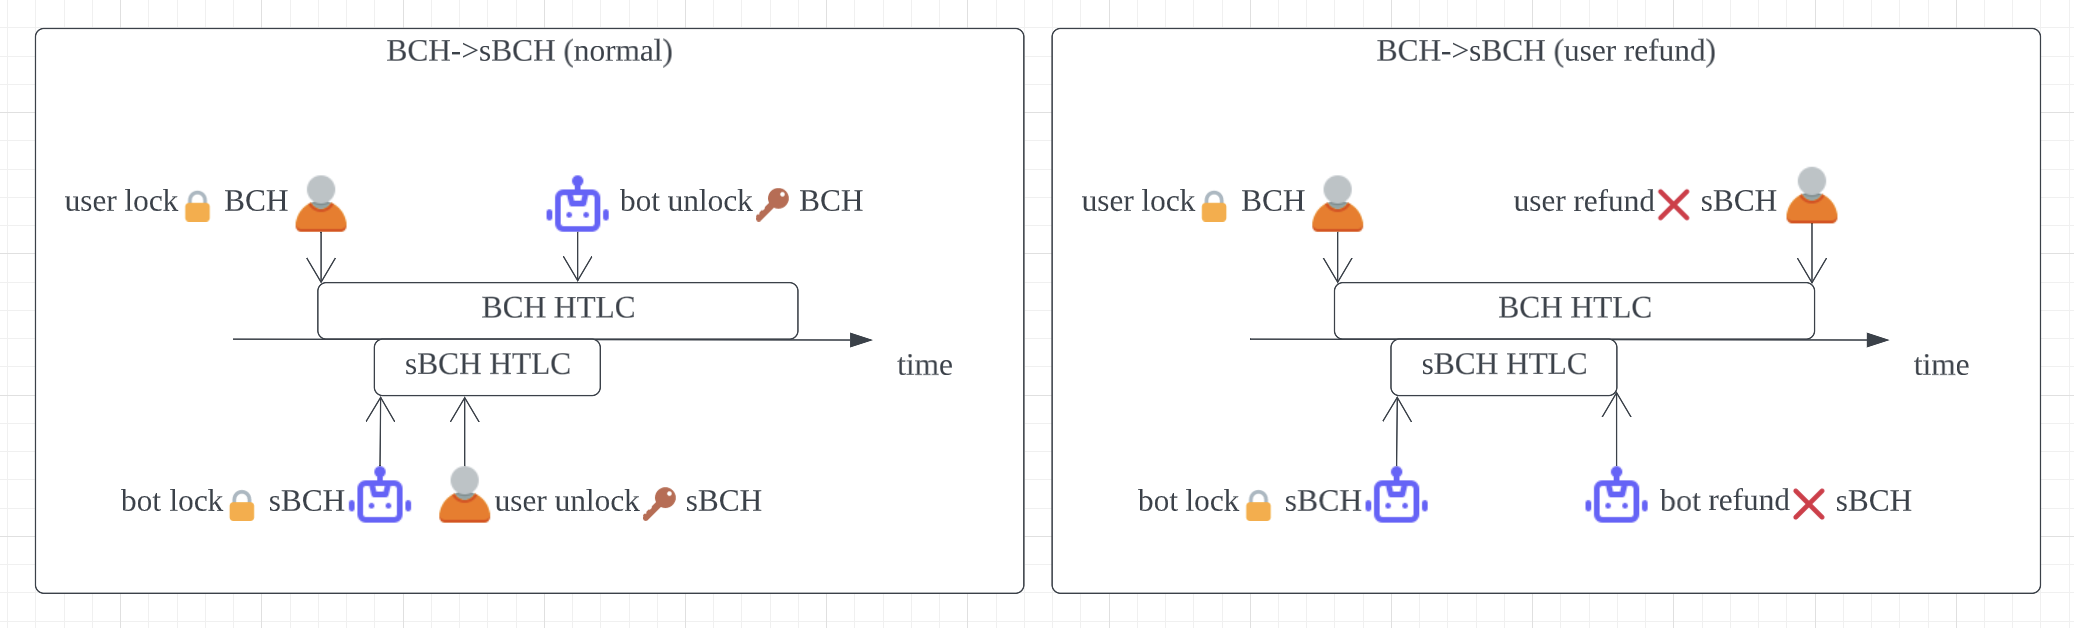 BCH->sBCH (normal)
user lock BCH
bot unlock BCH
BCH HTLC
sBCH HTLC
time
bot lock sBCH
user unlock sBCH
BCH->sBCH (user refund)
user lock BCH
user refund sBCH
BCH HTLC
sBCH HTLC
time
bot lock sBCH
bot refund sBCH